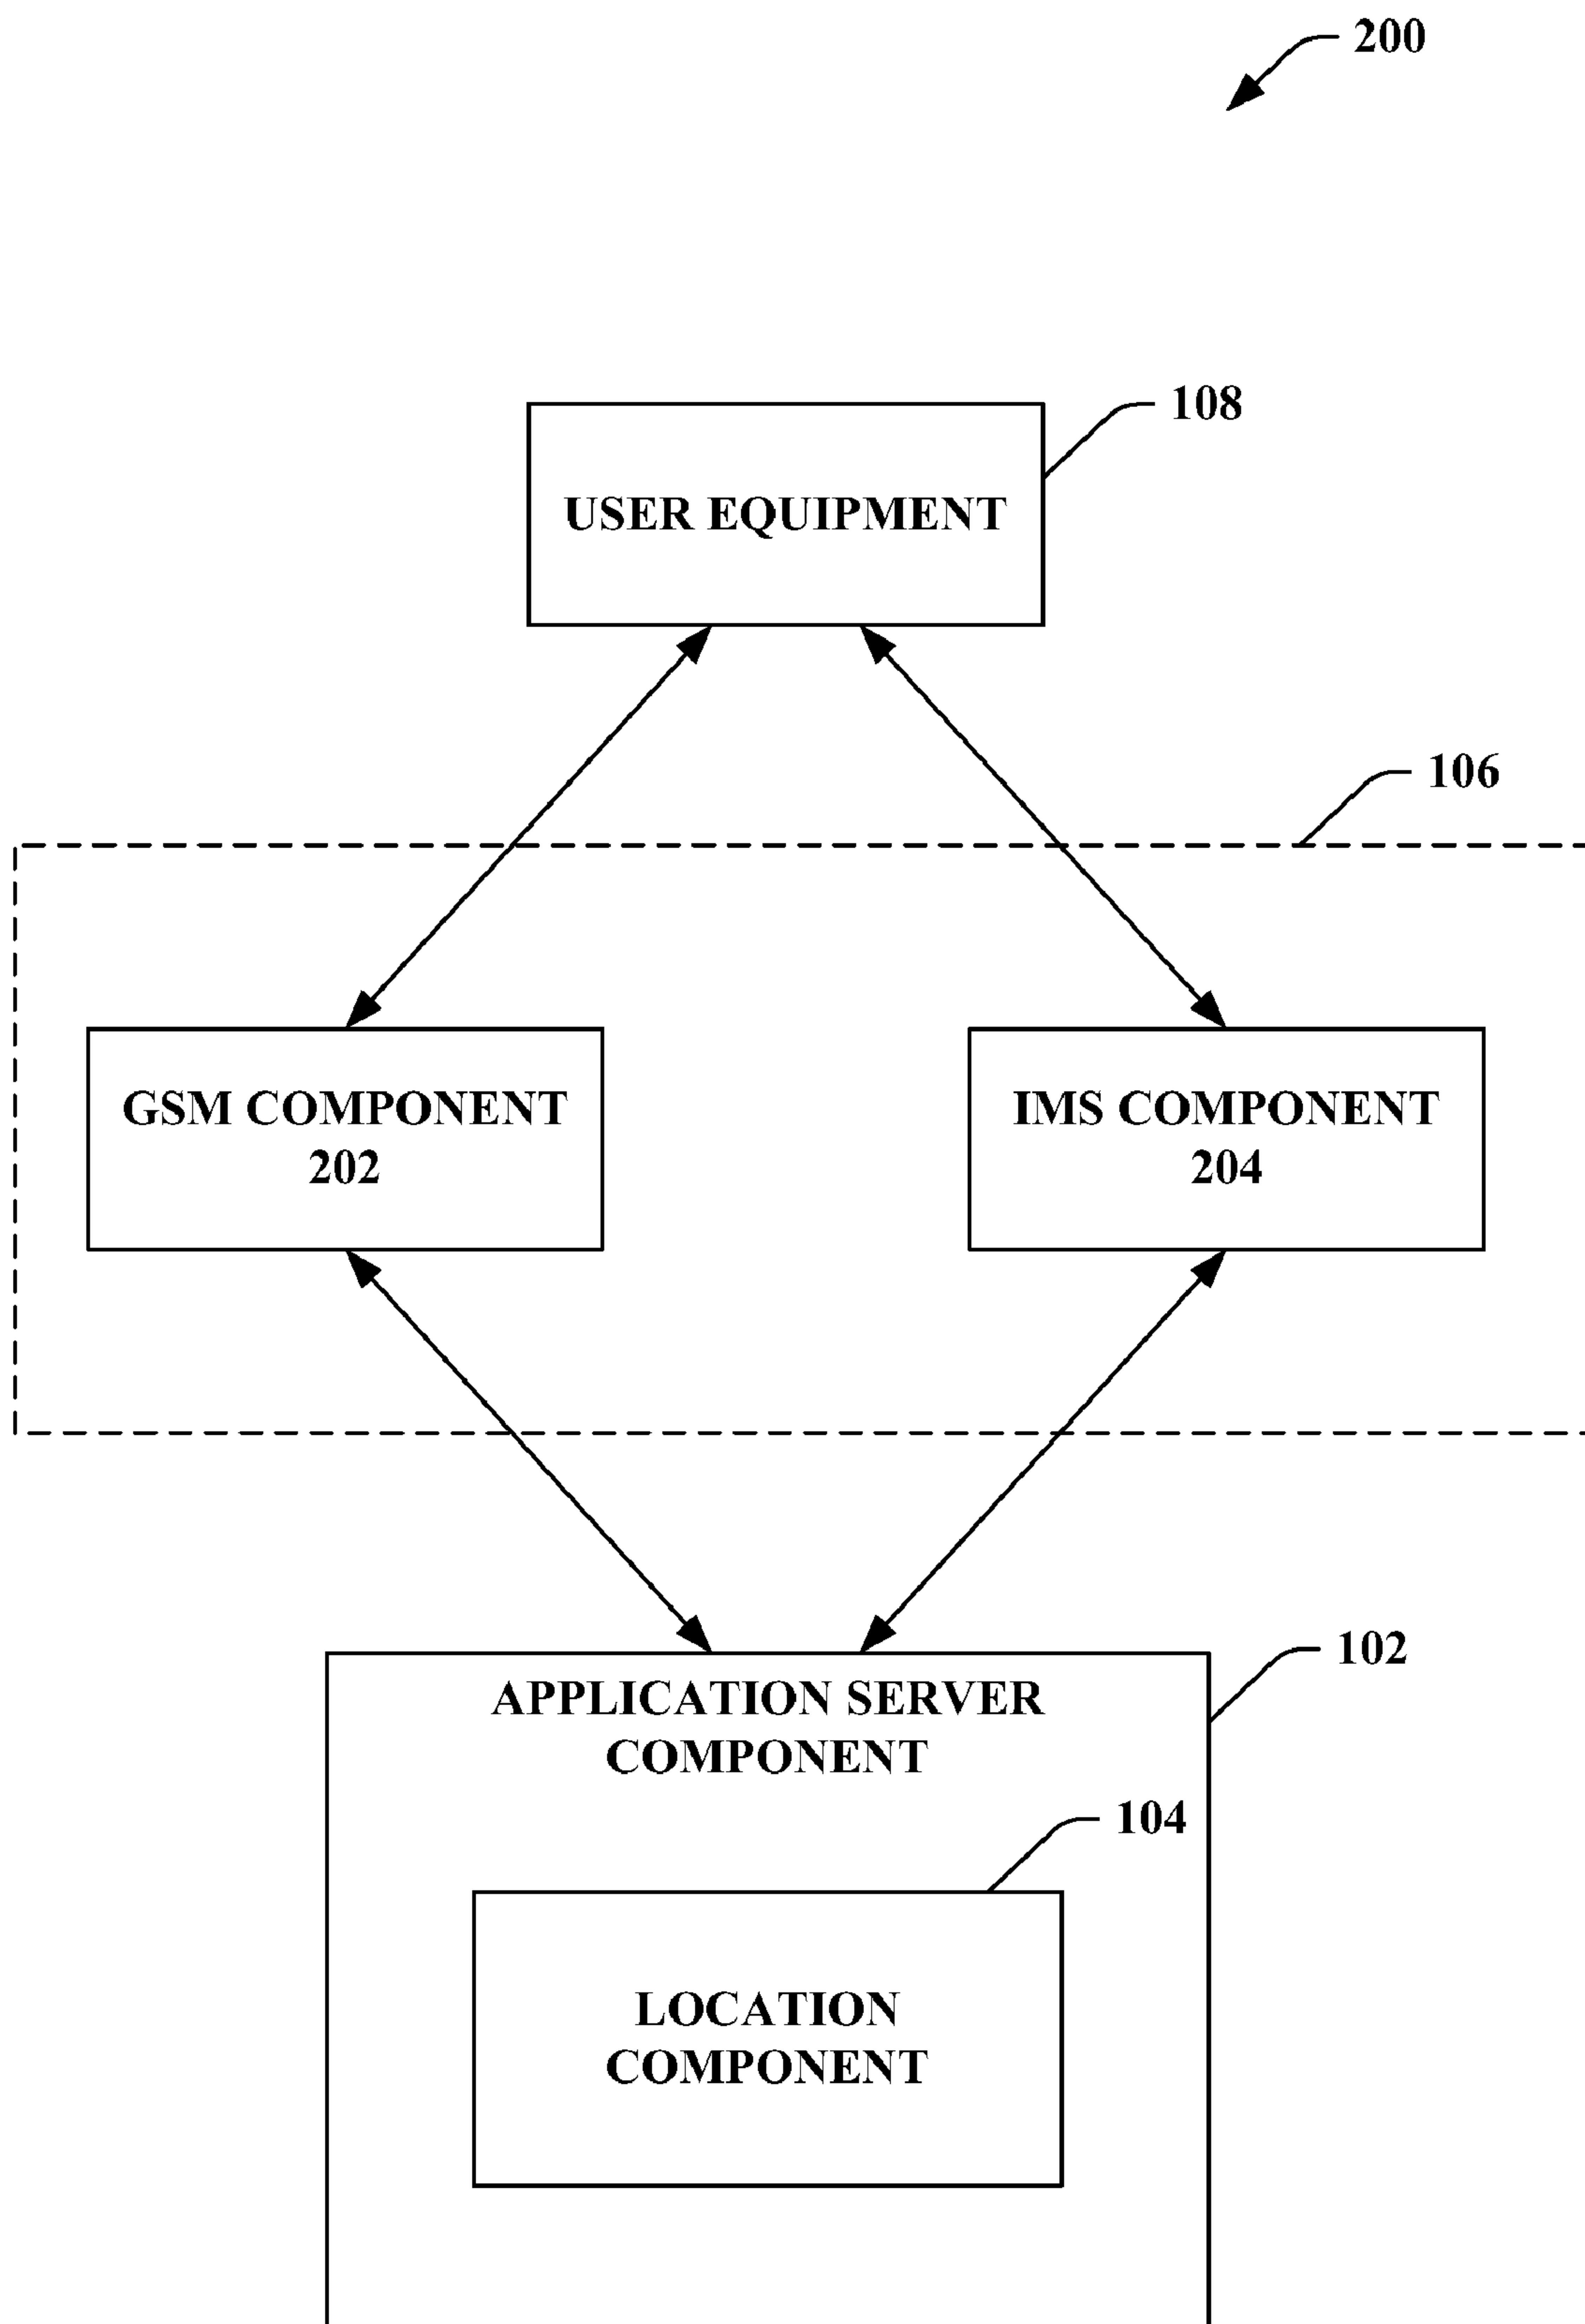 200
108
USER EQUIPMENT
106
GSM COMPONENT
202
IMS COMPONENT
204
102
APPLICATION SERVER
COMPONENT
104
LOCATION
COMPONENT